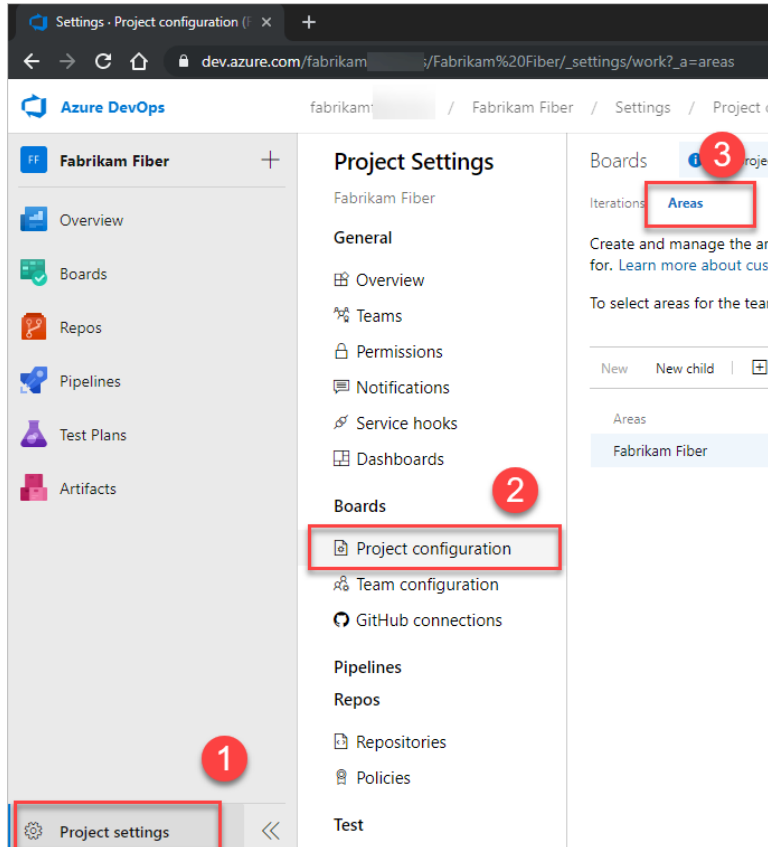 Settings · Project configuration (F
dev.azure.com/fabrikam s/Fabrikam%20Fiber/_settings/work?_a=areas
Azure DevOps
fabrikam / Fabrikam Fiber / Settings / Project
FF Fabrikam Fiber
Overview
Boards
Repos
Pipelines
Test Plans
Artifacts
1
Project settings
Project Settings
Fabrikam Fiber
General
Overview
Teams
Permissions
Notifications
Service hooks
Dashboards
2
Boards
Project configuration
Team configuration
GitHub connections
Pipelines
Repos
Repositories
Policies
Test
Boards
3
Iterations Areas
Create and manage the
for. Learn more about
To select areas for the
New New child
Areas
Fabrikam Fiber